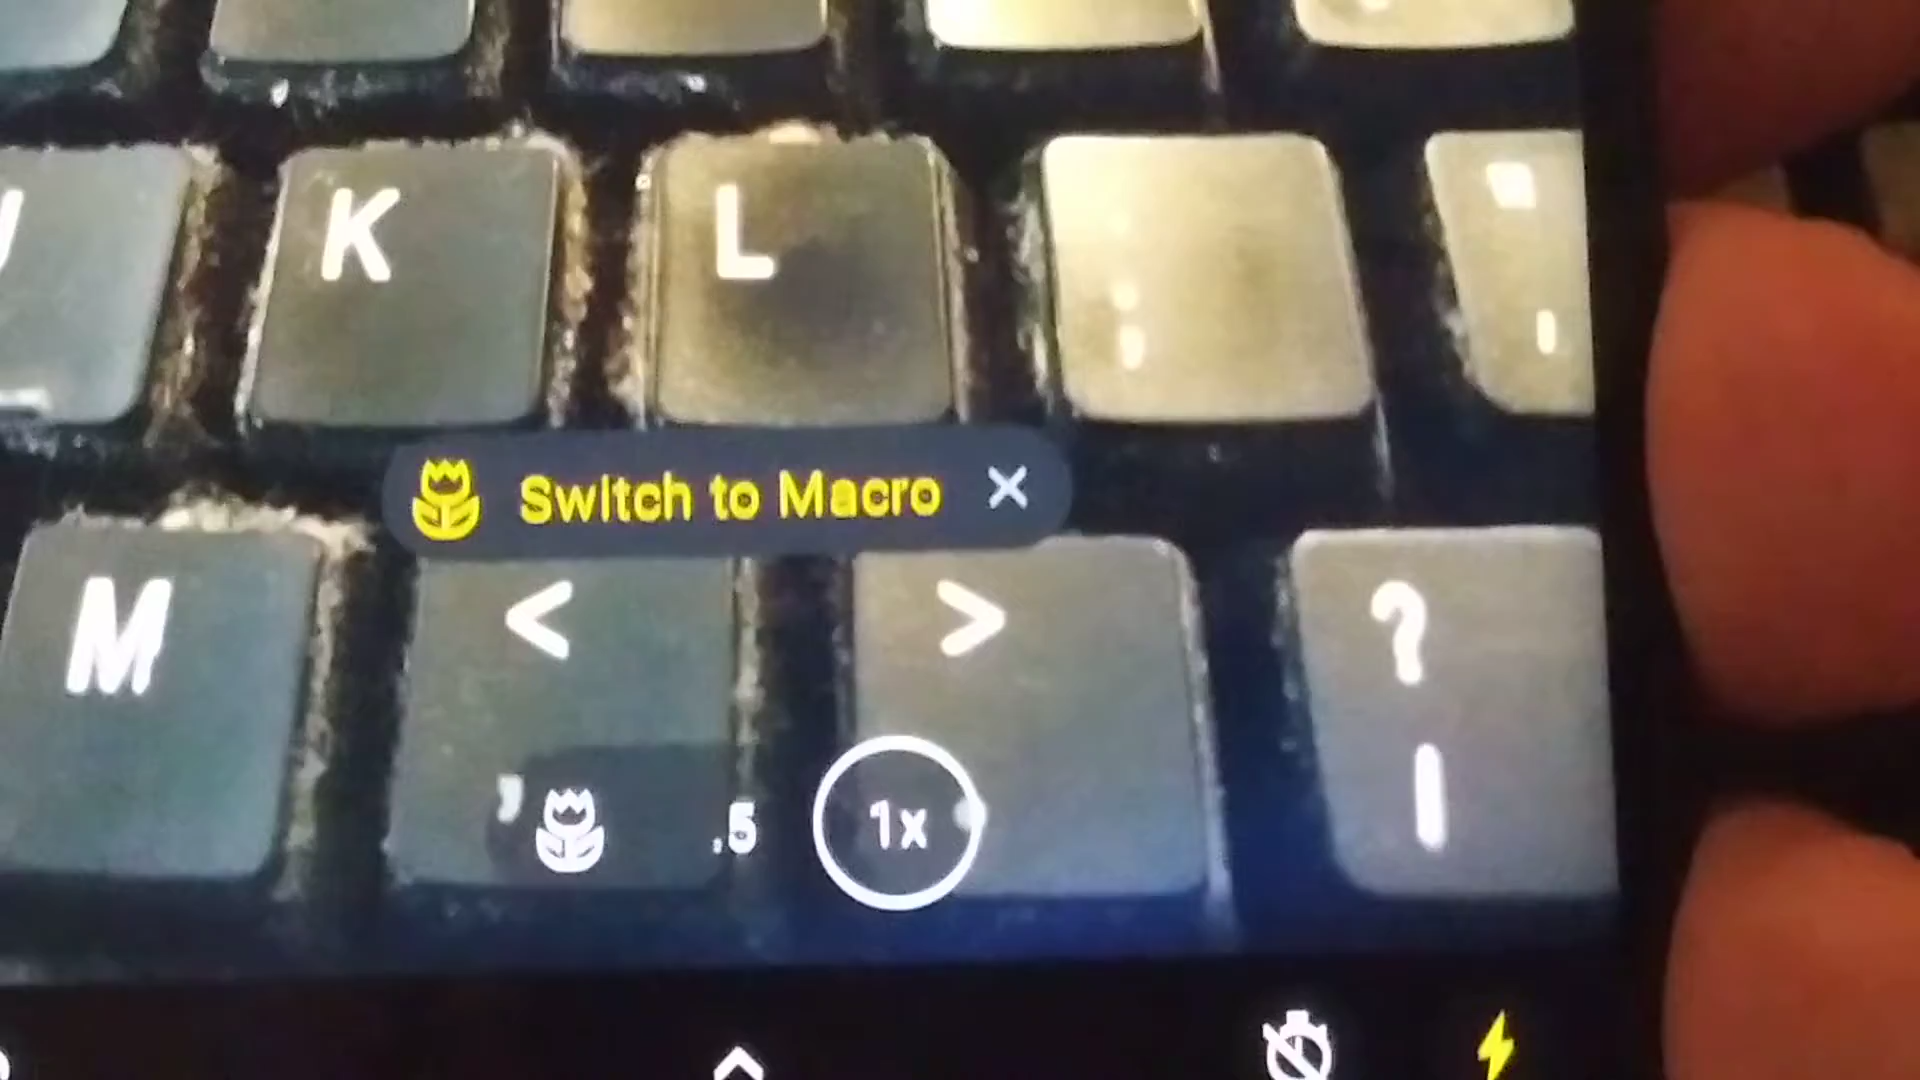 J K L : ; " '
Switch to Macro ×
M < , > ? /
.5 1x